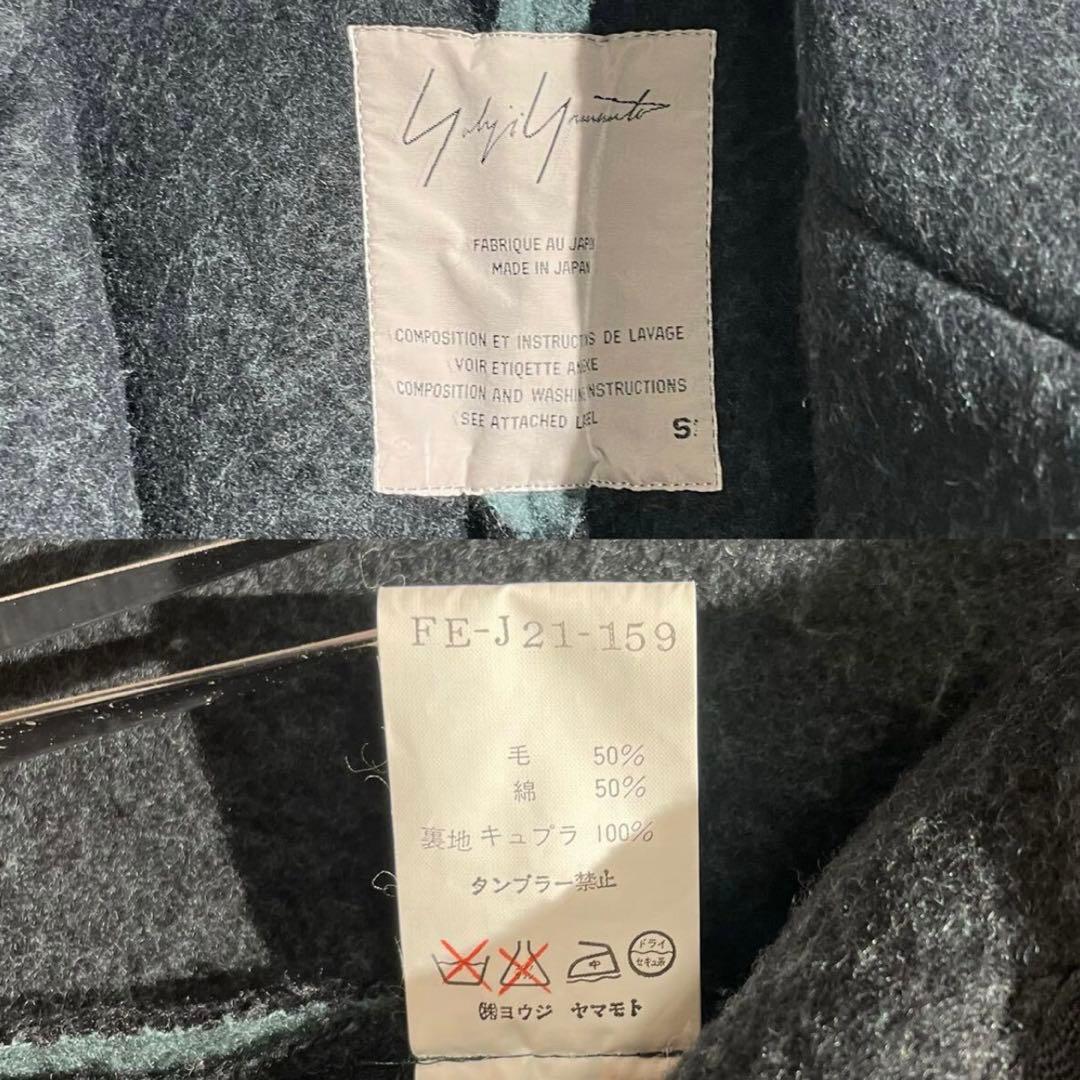 Yohji Yamamoto
FABRIQUE AU JAPON
MADE IN JAPAN
COMPOSITION ET INSTRUCTIONS DE LAVAGE
VOIR ETIQETTE ANEXE
COMPOSITION AND WASHING INSTRUCTIONS
SEE ATTACHED LABEL
S
FE-J21-159
毛 50%
綿 50%
裏地 キュプラ 100%
タンブラー禁止
中 ドライ
セキユ系
㈱ヨウジ ヤマモト